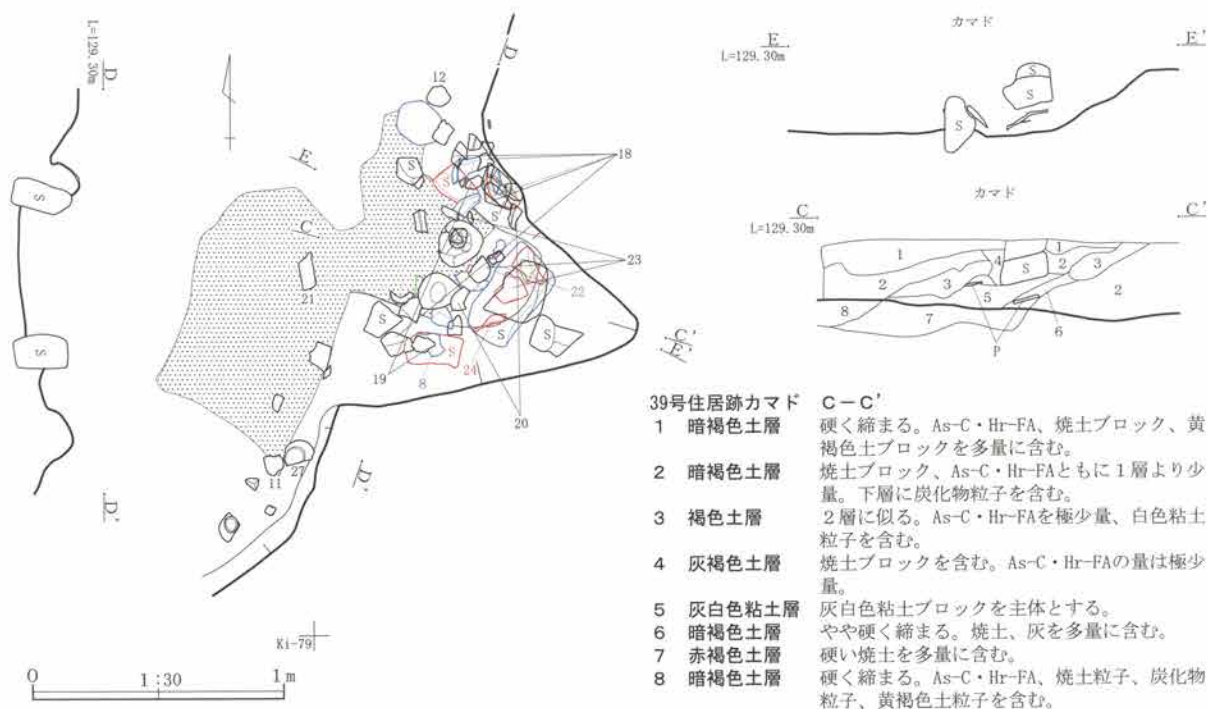 L=129.30m
D
D'
12
D
E
S
18
S
S
C
23
22
21
S
S
S
S
C'
E'
19
8
24
20
27
11
D'
Ki-79
0 1:30 1m
カマド
E E'
L=129.30m
S
S
S
カマド
C C'
L=129.30m
1 1
4 2
S 3
2 3
5 2
8 7 6
P
39号住居跡カマド C-C'
1 暗褐色土層 硬く締まる。As-C・Hr-FA、焼土ブロック、黄
褐色土ブロックを多量に含む。
2 暗褐色土層 焼土ブロック、As-C・Hr-FAともに1層より少
量。下層に炭化物粒子を含む。
3 褐色土層 2層に似る。As-C・Hr-FAを極少量、白色粘土
粒子を含む。
4 灰褐色土層 焼土ブロックを含む。As-C・Hr-FAの量は極少
量。
5 灰白色粘土層 灰白色粘土ブロックを主体とする。
6 暗褐色土層 やや硬く締まる。焼土、灰を多量に含む。
7 赤褐色土層 硬い焼土を多量に含む。
8 暗褐色土層 硬く締まる。As-C・Hr-FA、焼土粒子、炭化物
粒子、黄褐色土粒子を含む。